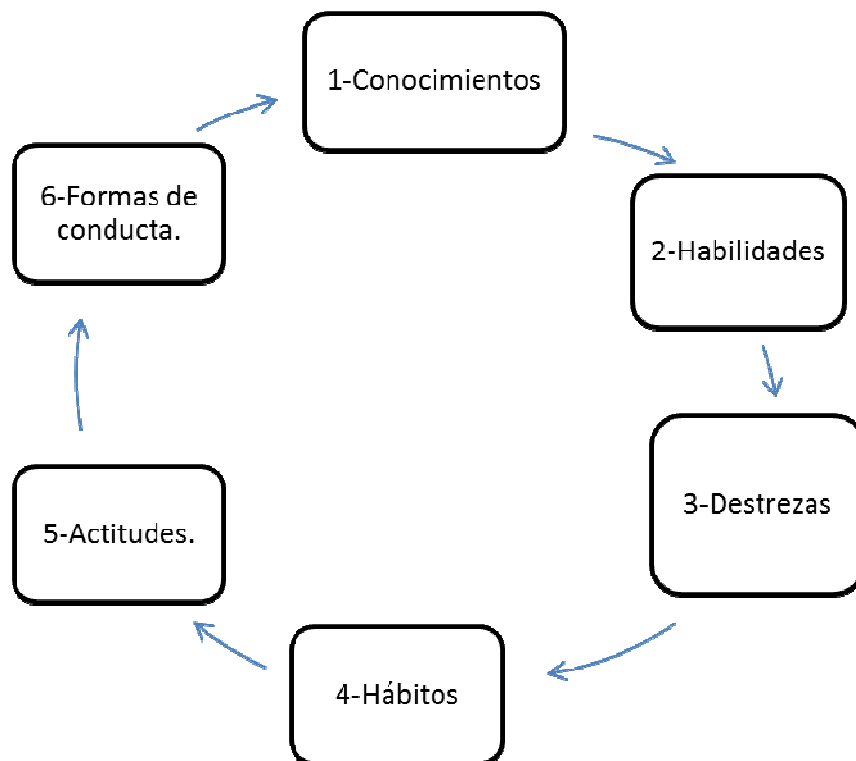 1-Conocimientos
2-Habilidades
3-Destrezas
4-Hábitos
5-Actitudes.
6-Formas de
conducta.